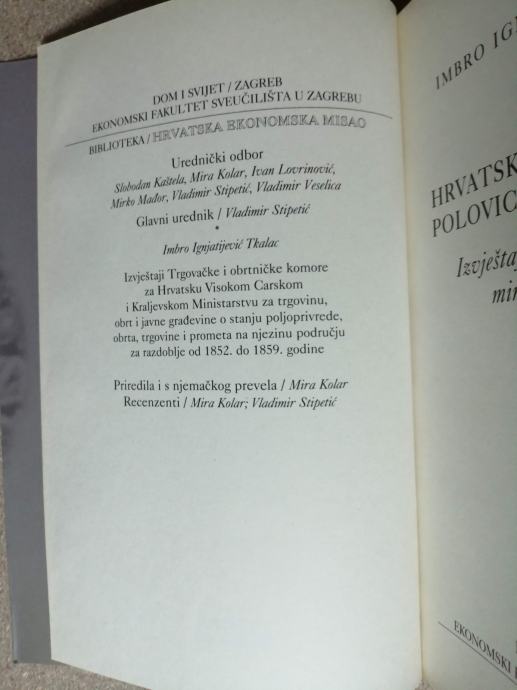 DOM I SVIJET / ZAGREB
EKONOMSKI FAKULTET SVEUČILIŠTA U ZAGREBU
BIBLIOTEKA / HRVATSKA EKONOMSKA MISAO
Urednički odbor
Slobodan Kaštela, Mira Kolar, Ivan Lovrinović,
Mirko Mađor, Vladimir Stipetić, Vladimir Veselica
Glavni urednik / Vladimir Stipetić
*
Imbro Ignjatijević Tkalac
Izvještaji Trgovačke i obrtničke komore
za Hrvatsku Visokom Carskom
i Kraljevskom Ministarstvu za trgovinu,
obrt i javne građevine o stanju poljoprivrede,
obrta, trgovine i prometa na njezinu području
za razdoblje od 1852. do 1859. godine
Priredila i s njemačkog prevela / Mira Kolar
Recenzenti / Mira Kolar; Vladimir Stipetić
IMBRO IG
HRVATSK
POLOVIC
Izvještaj
min
EKONOMSKI